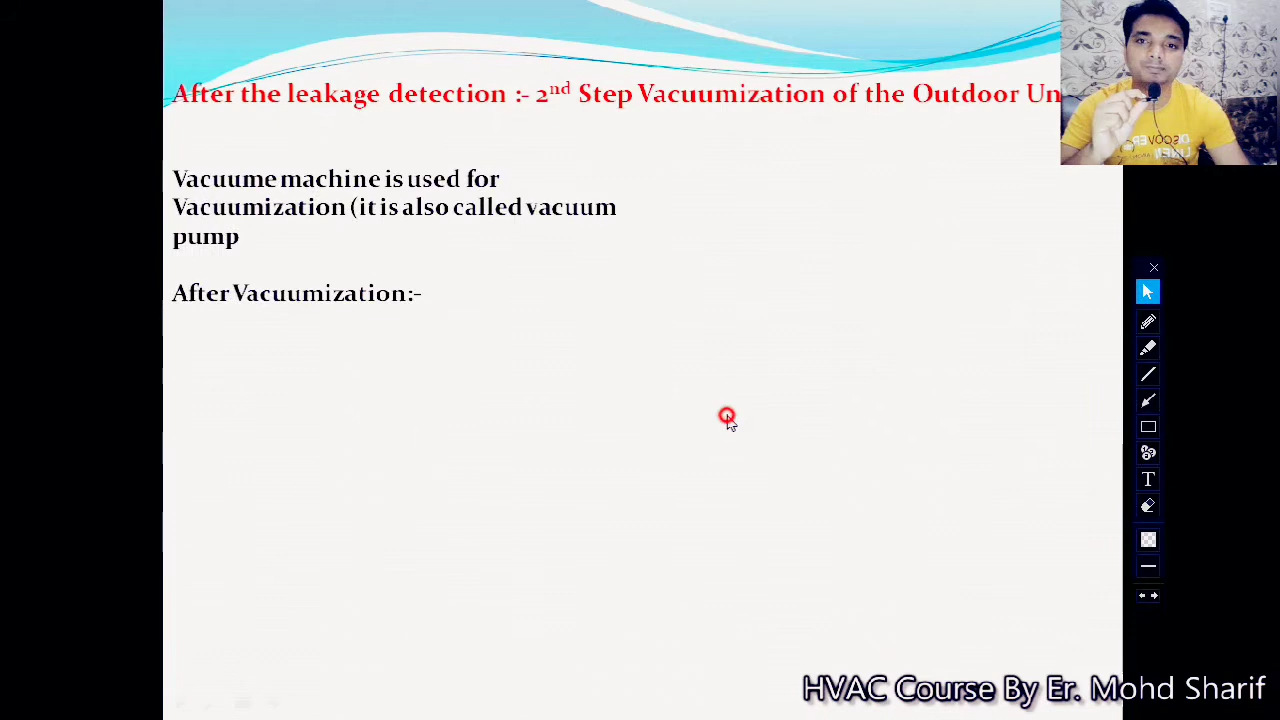 After the leakage detection :- 2nd Step Vacuumization of the Outdoor Un
Vacuume machine is used for
Vacuumization (it is also called vacuum
pump
After Vacuumization:-
HVAC Course By Er. Mohd Sharif